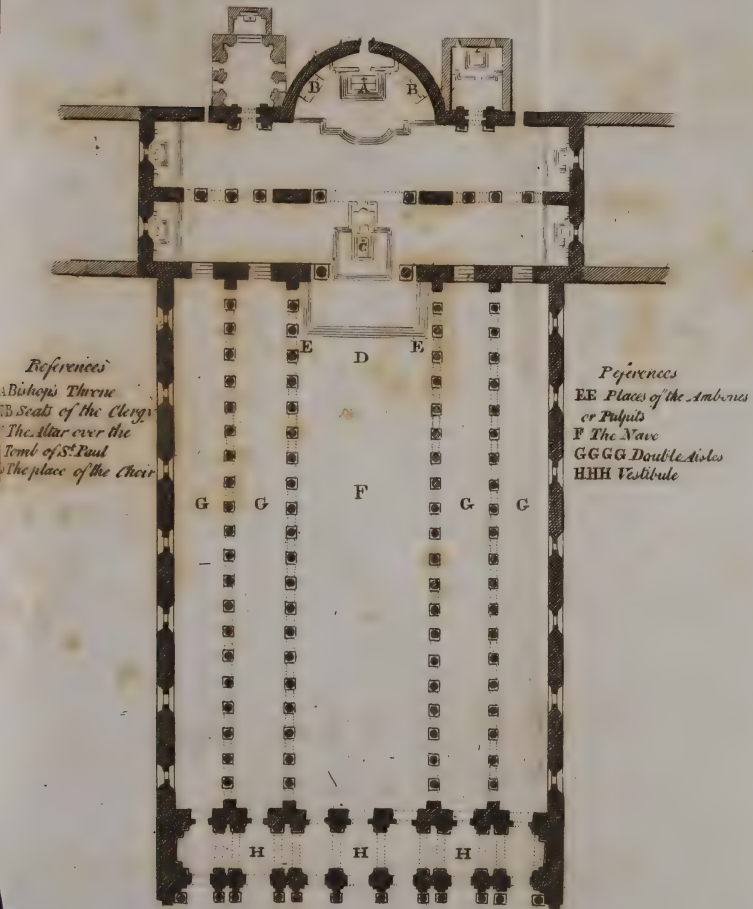 B A B
C
E D E
References
A Bishop's Throne
B Seats of the Clergy
The Altar over the
Tomb of St. Paul
The place of the Choir
References
EE Places of the Ambones
or Pulpits
F The Nave
GGGG Double Aisles
HHH Vestibule
F
G G G G
H H H